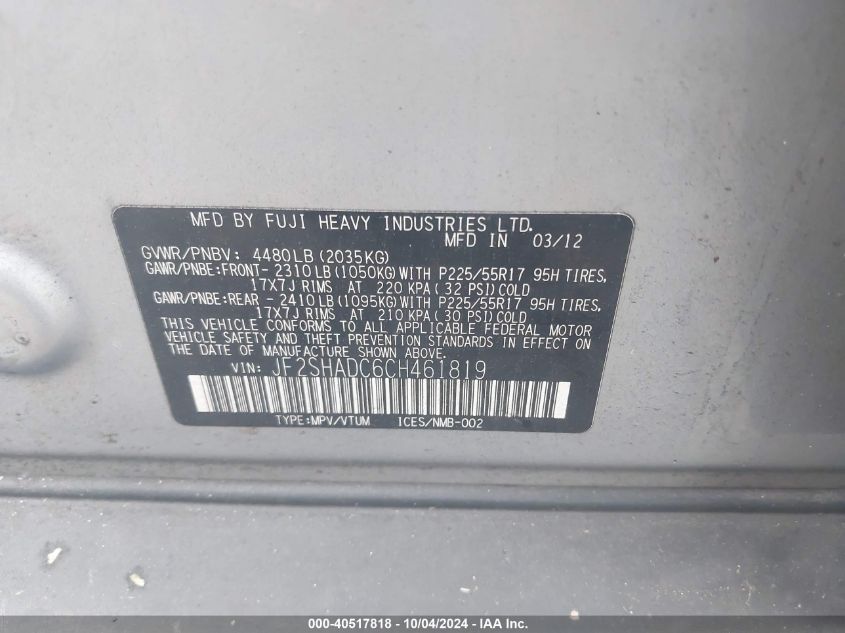 MFD BY FUJI HEAVY INDUSTRIES LTD.
MFD IN 03/12
GVWR/PNBV: 4480LB (2035KG)
GAWR/PNBE:FRONT- 2310 LB (1050KG) WITH P225/55R17 95H TIRES,
17X7J RIMS AT 220 KPA (32 PSI) COLD
GAWR/PNBE:REAR - 2410 LB (1095KG) WITH P225/55R17 95H TIRES,
17X7J RIMS AT 210 KPA (30 PSI) COLD
THIS VEHICLE CONFORMS TO ALL APPLICABLE FEDERAL MOTOR
VEHICLE SAFETY AND THEFT PREVENTION STANDARDS IN EFFECT ON
THE DATE OF MANUFACTURE SHOWN ABOVE.
VIN: JF2SHADC6CH461819
TYPE:MPV/VTUM ICES/NMB-002
000-40517818 - 10/04/2024 - IAA Inc.